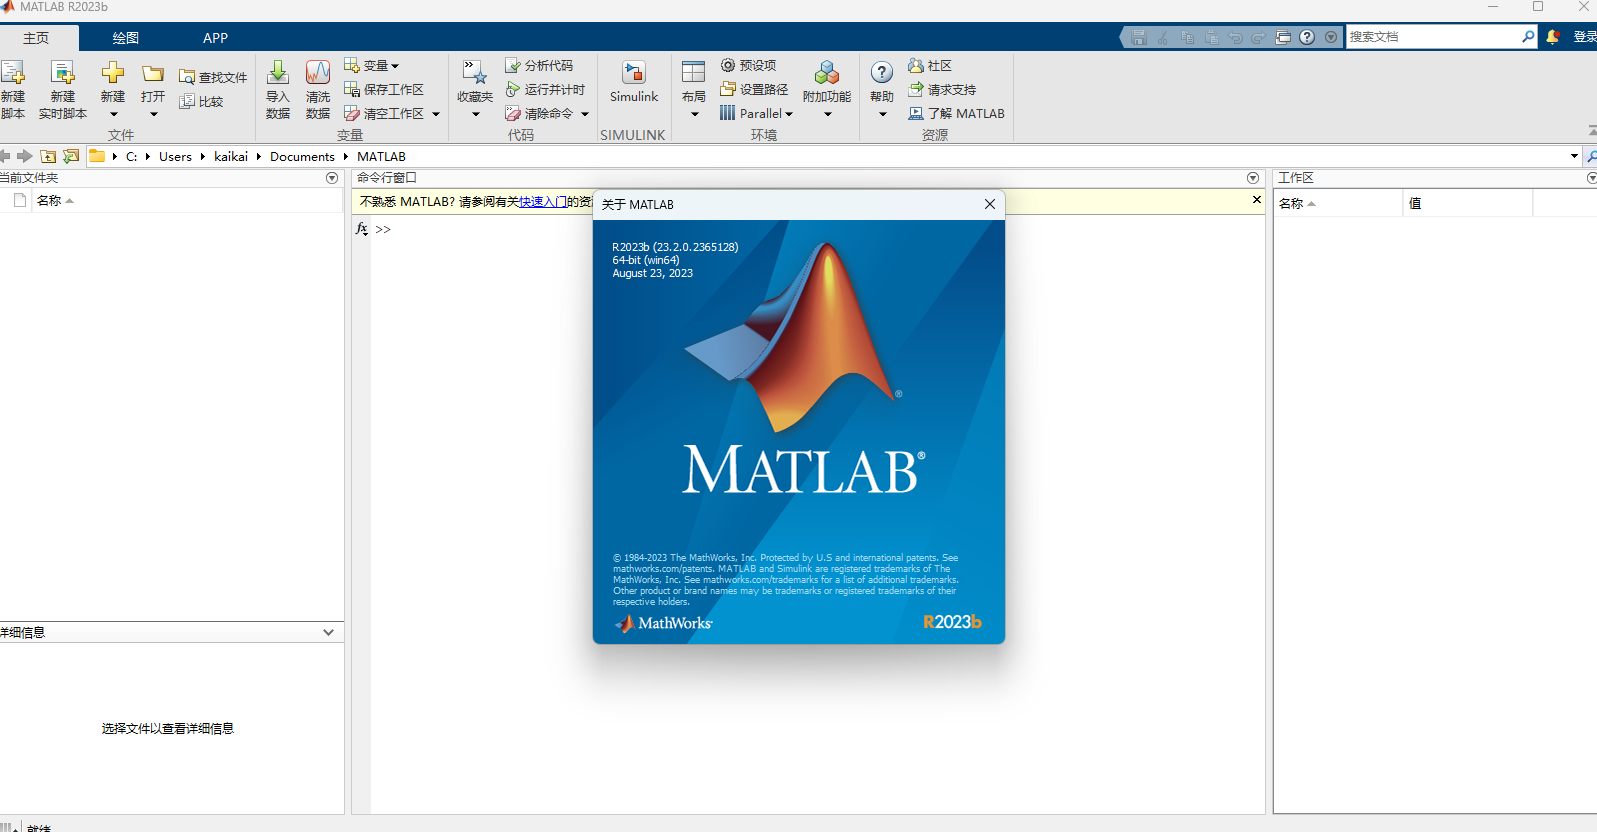 MATLAB R2023b
主页
绘图
APP
搜索文档
登录
新建
脚本
新建
实时脚本
新建
打开
查找文件
比较
文件
导入
数据
清洗
数据
变量
保存工作区
清空工作区
变量
收藏夹
分析代码
运行并计时
清除命令
代码
Simulink
SIMULINK
布局
预设项
设置路径
Parallel
环境
附加功能
帮助
社区
请求支持
了解 MATLAB
资源
C:
Users
kaikai
Documents
MATLAB
当前文件夹
名称
命令行窗口
不熟悉 MATLAB? 请参阅有关快速入门的资
fx >>
工作区
名称
值
关于 MATLAB
R2023b (23.2.0.2365128)
64-bit (win64)
August 23, 2023
MATLAB®
© 1984-2023 The MathWorks, Inc. Protected by U.S and international patents. See
mathworks.com/patents. MATLAB and Simulink are registered trademarks of The
MathWorks, Inc. See mathworks.com/trademarks for a list of additional trademarks.
Other product or brand names may be trademarks or registered trademarks of their
respective holders.
MathWorks®
R2023b
详细信息
选择文件以查看详细信息
就绪